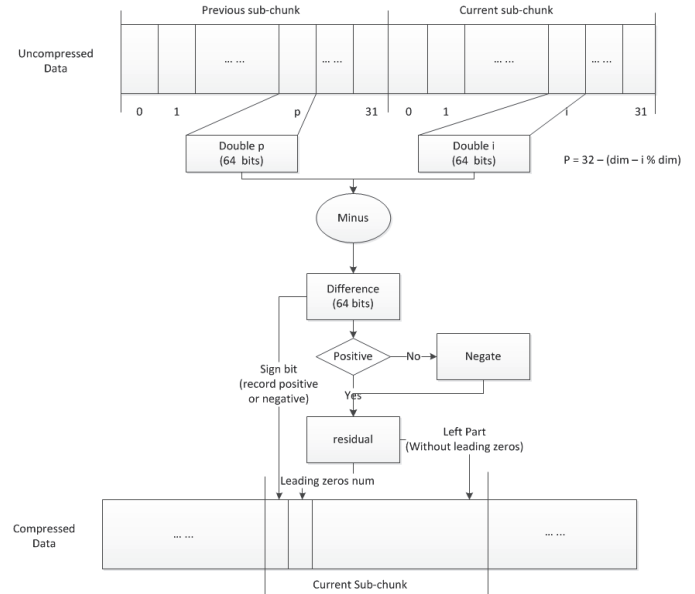 Previous sub-chunk
Current sub-chunk
Uncompressed
Data
... ...
... ...
... ...
... ...
0
1
p
31
0
1
i
31
Double p
(64 bits)
Double i
(64 bits)
P = 32 – (dim – i % dim)
Minus
Difference
(64 bits)
Positive
No
Negate
Sign bit
(record positive
or negative)
Yes
residual
Left Part
(Without leading zeros)
Leading zeros num
Compressed
Data
... ...
... ...
Current Sub-chunk